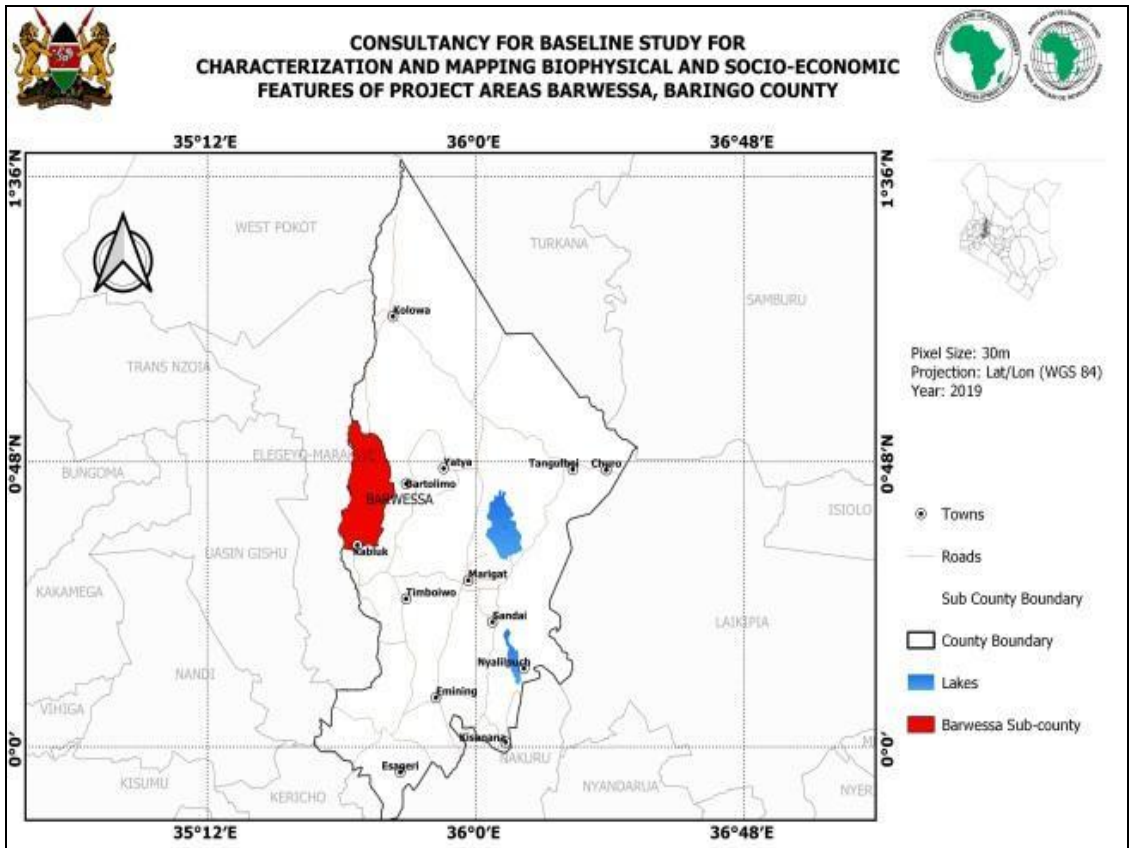 CONSULTANCY FOR BASELINE STUDY FOR
CHARACTERIZATION AND MAPPING BIOPHYSICAL AND SOCIO-ECONOMIC
FEATURES OF PROJECT AREAS BARWESSA, BARINGO COUNTY
35°12'E 36°0'E 36°48'E
1°36'N 1°36'N
WEST POKOT
TURKANA
SAMBURU
Kolowa
TRANS NZOIA
Pixel Size: 30m
Projection: Lat/Lon (WGS 84)
Year: 2019
0°48'N 0°48'N
BUNGOMA
Yatya
Tangulbei Churo
Bartolimo
BARWESSA
ISIOLO
Towns
UASIN GISHU
Kabluk
Roads
KAKAMEGA
Marigat
Timboiwo
Sub County Boundary
Sandai
LAIKIPIA
County Boundary
NANDI
Emining
Lakes
VIHIGA
Barwessa Sub-county
Kisanana
0°0' 0°0'
NAKURU
Esageri
KISUMU
KERICHO
NYANDARUA
NYER
35°12'E 36°0'E 36°48'E